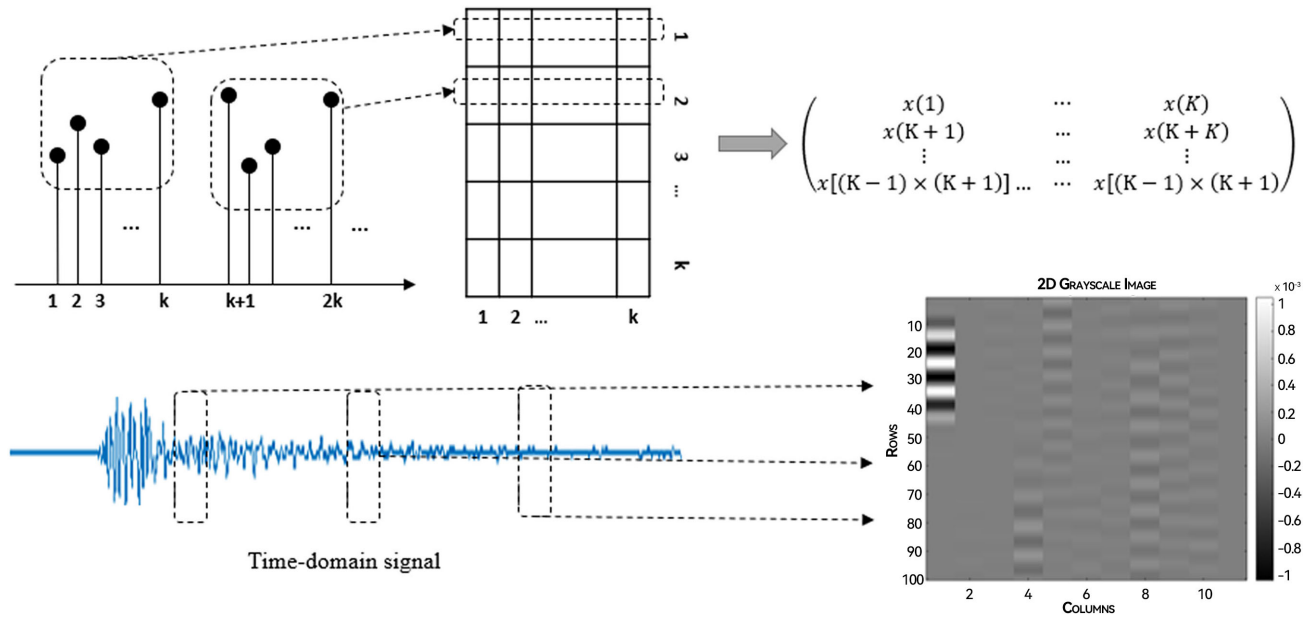 1 2 3 k k+1 2k
... ... ...
1
2
3
...
k
1 2 ... k
x(1) ... x(K)
x(K + 1) ... x(K + K)
⋮ ... ⋮
x[(K − 1) × (K + 1)] ... ... x[(K − 1) × (K + 1)
Time-domain signal
2D GRAYSCALE IMAGE
x 10⁻³
ROWS
10
20
30
40
50
60
70
80
90
100
2 4 6 8 10
COLUMNS
1
0.8
0.6
0.4
0.2
0
−0.2
−0.4
−0.6
−0.8
−1